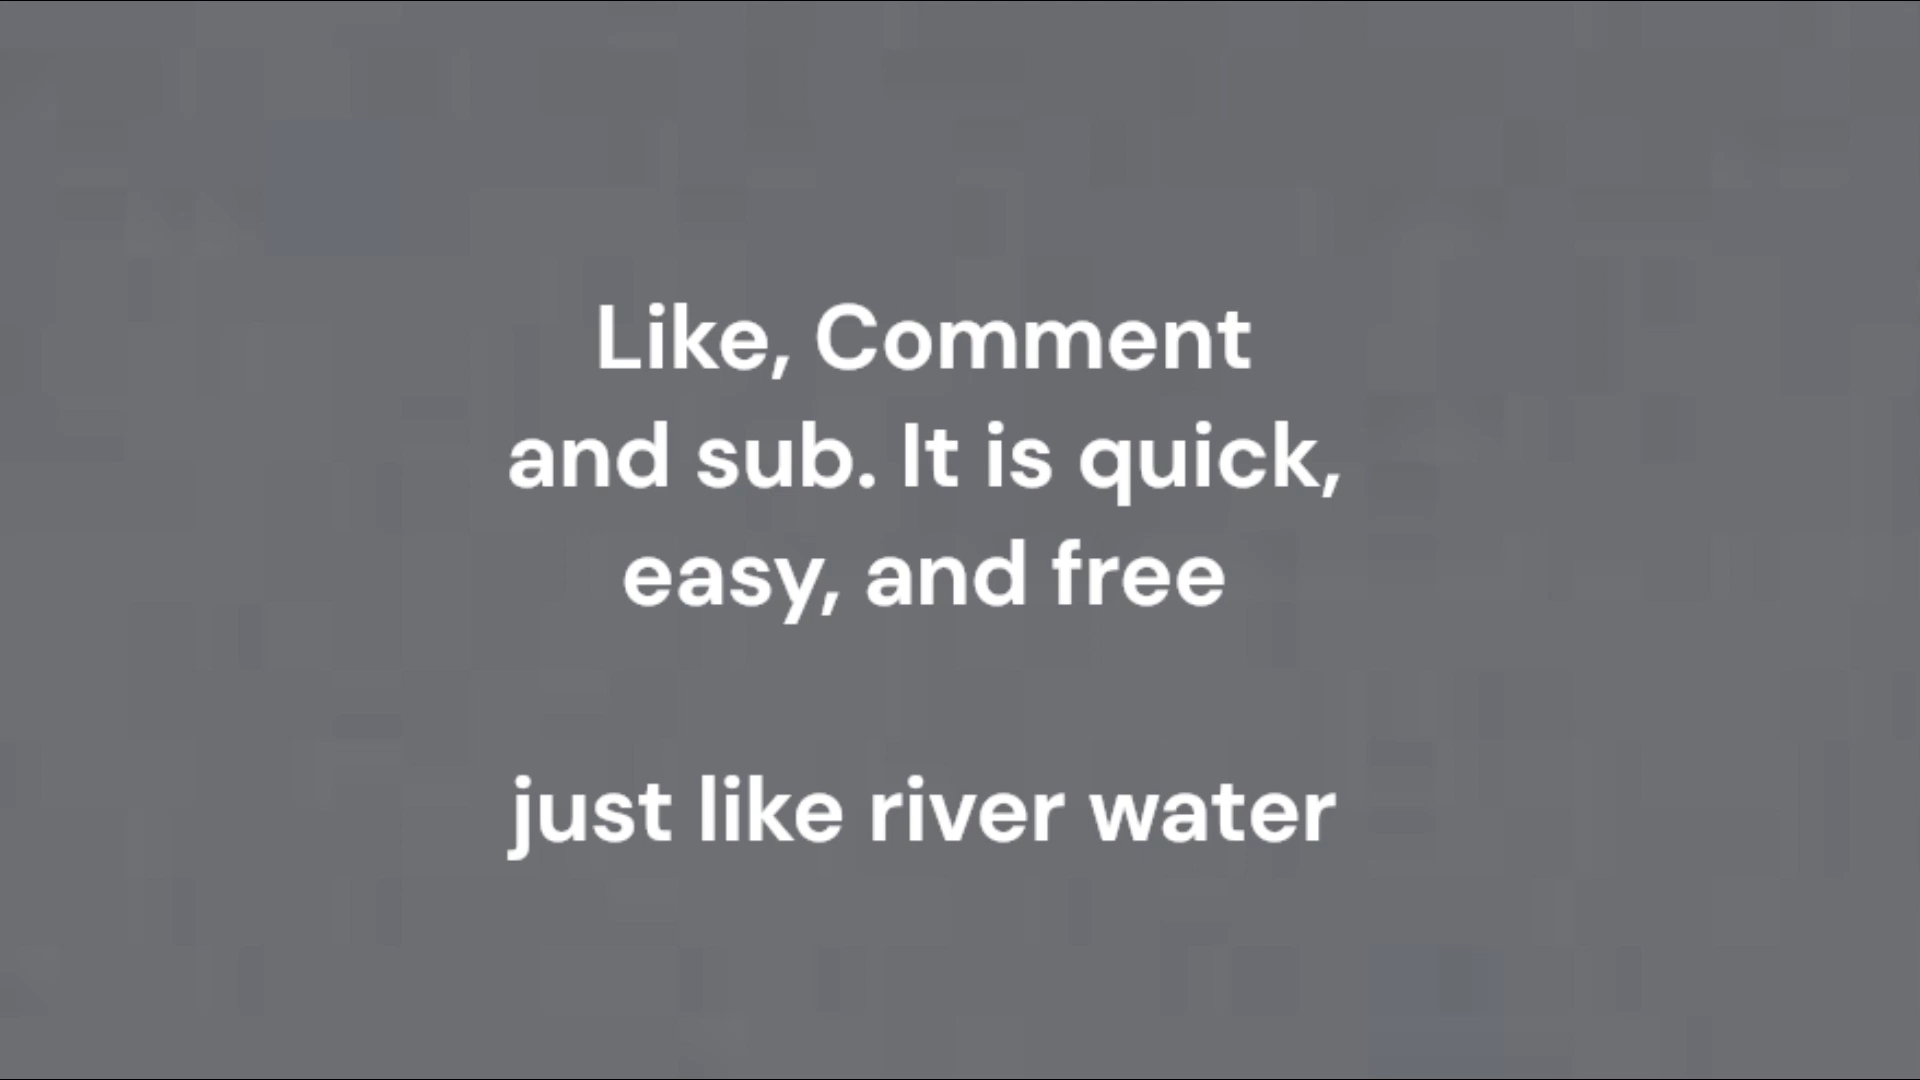 Like, Comment
and sub. It is quick,
easy, and free
just like river water